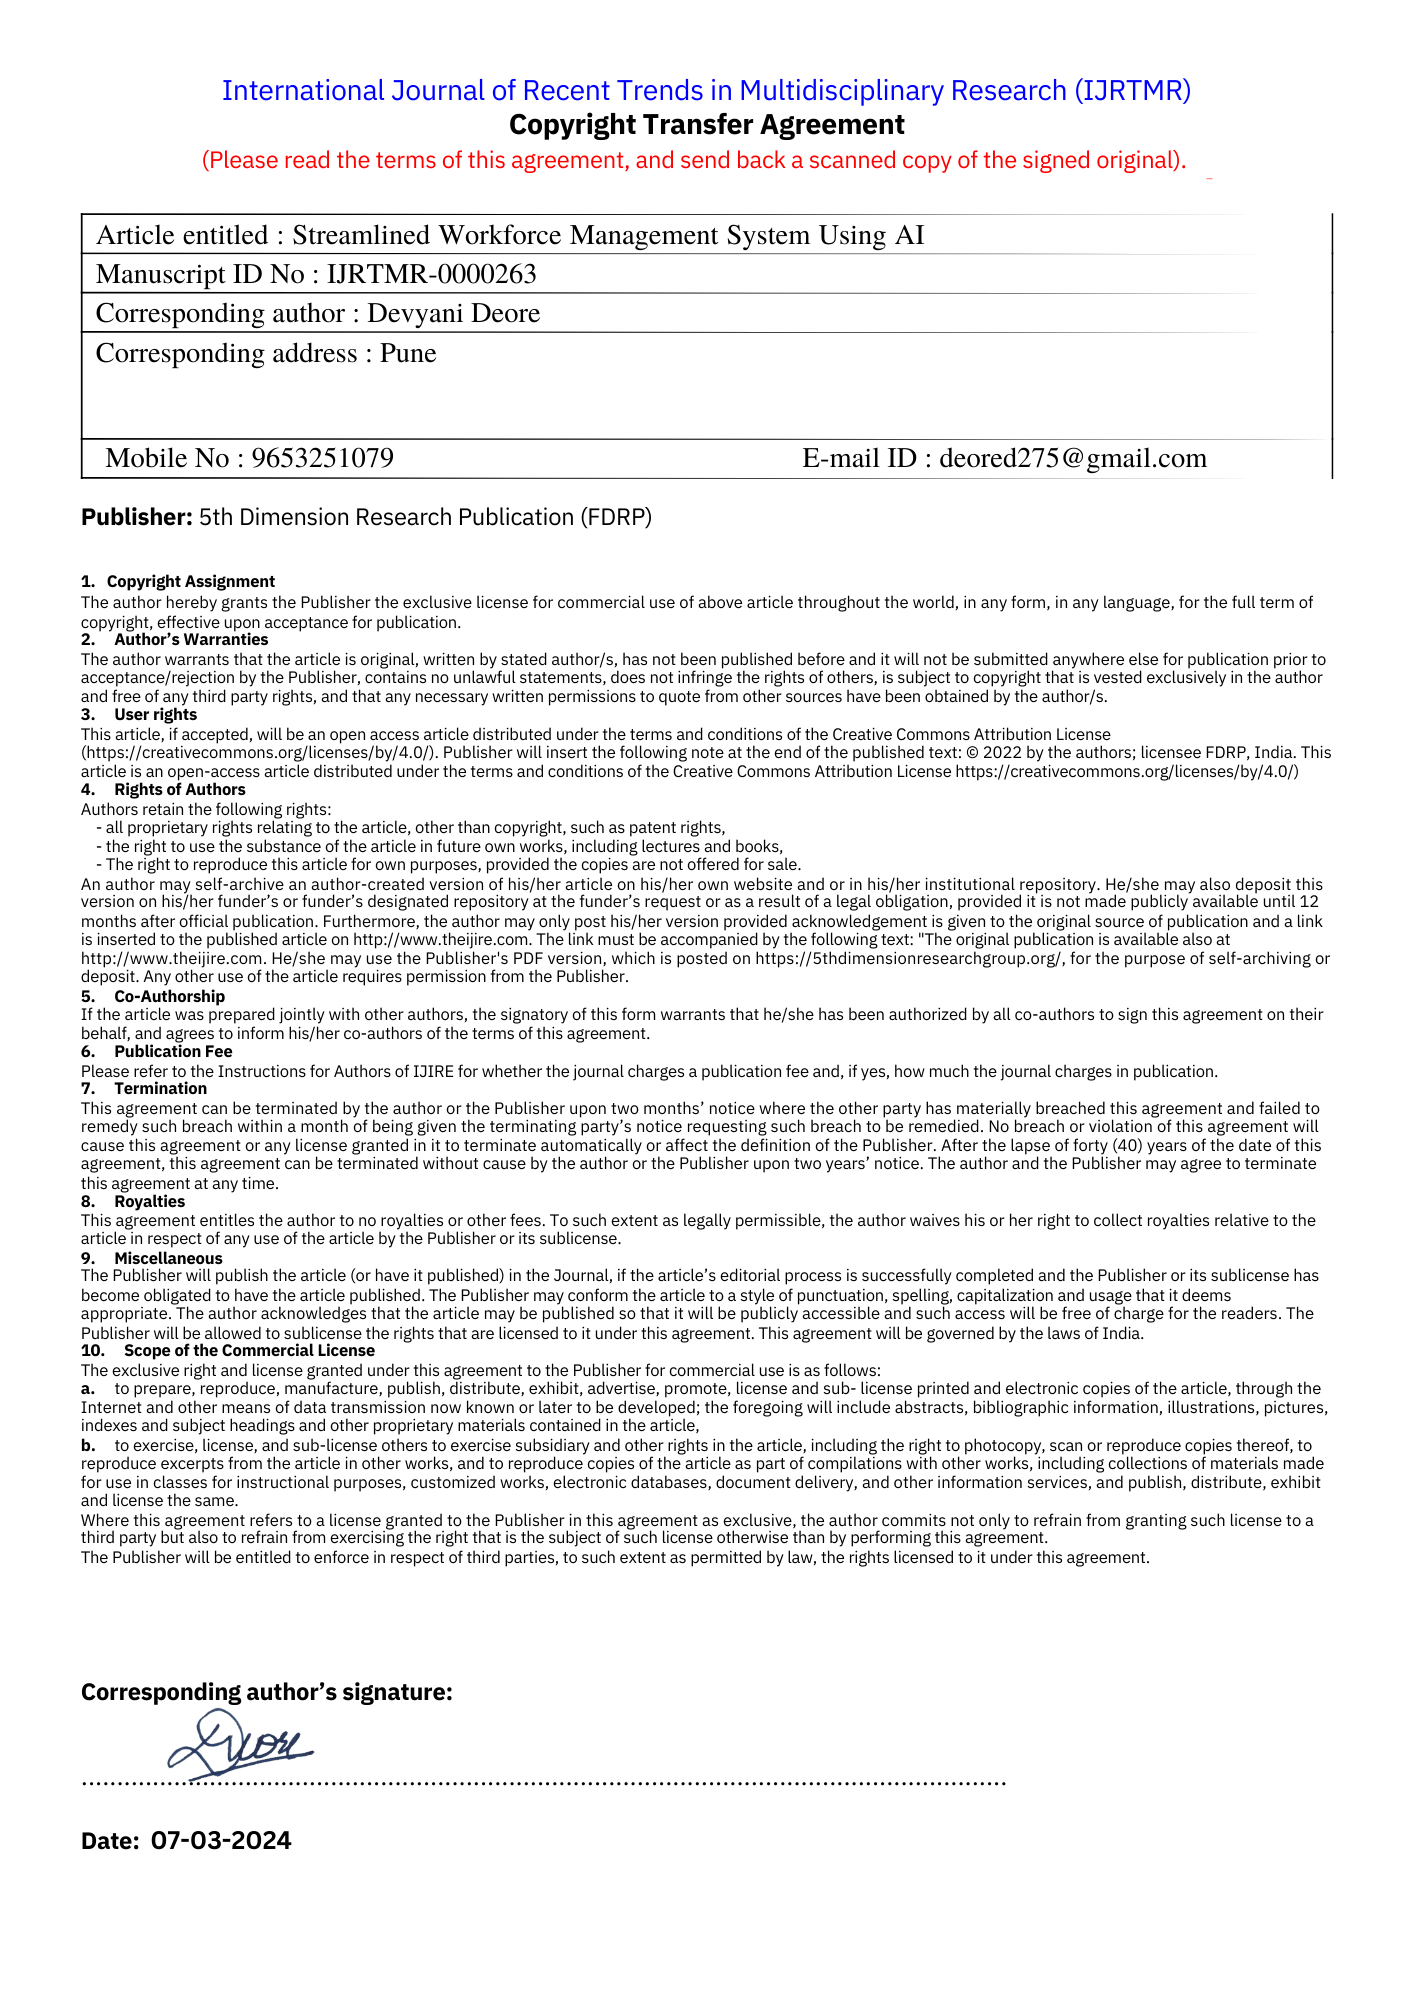 International Journal of Recent Trends in Multidisciplinary Research (IJRTMR)
Copyright Transfer Agreement
(Please read the terms of this agreement, and send back a scanned copy of the signed original).
Article entitled : Streamlined Workforce Management System Using AI
Manuscript ID No : IJRTMR-0000263
Corresponding author : Devyani Deore
Corresponding address : Pune
Mobile No : 9653251079 E-mail ID : deored275@gmail.com
Publisher: 5th Dimension Research Publication (FDRP)
1. Copyright Assignment
The author hereby grants the Publisher the exclusive license for commercial use of above article throughout the world, in any form, in any language, for the full term of
copyright, effective upon acceptance for publication.
2. Author’s Warranties
The author warrants that the article is original, written by stated author/s, has not been published before and it will not be submitted anywhere else for publication prior to
acceptance/rejection by the Publisher, contains no unlawful statements, does not infringe the rights of others, is subject to copyright that is vested exclusively in the author
and free of any third party rights, and that any necessary written permissions to quote from other sources have been obtained by the author/s.
3. User rights
This article, if accepted, will be an open access article distributed under the terms and conditions of the Creative Commons Attribution License
(https://creativecommons.org/licenses/by/4.0/). Publisher will insert the following note at the end of the published text: © 2022 by the authors; licensee FDRP, India. This
article is an open-access article distributed under the terms and conditions of the Creative Commons Attribution License https://creativecommons.org/licenses/by/4.0/)
4. Rights of Authors
Authors retain the following rights:
- all proprietary rights relating to the article, other than copyright, such as patent rights,
- the right to use the substance of the article in future own works, including lectures and books,
- The right to reproduce this article for own purposes, provided the copies are not offered for sale.
An author may self-archive an author-created version of his/her article on his/her own website and or in his/her institutional repository. He/she may also deposit this
version on his/her funder’s or funder’s designated repository at the funder’s request or as a result of a legal obligation, provided it is not made publicly available until 12
months after official publication. Furthermore, the author may only post his/her version provided acknowledgement is given to the original source of publication and a link
is inserted to the published article on http://www.theijire.com. The link must be accompanied by the following text: "The original publication is available also at
http://www.theijire.com. He/she may use the Publisher's PDF version, which is posted on https://5thdimensionresearchgroup.org/, for the purpose of self-archiving or
deposit. Any other use of the article requires permission from the Publisher.
5. Co-Authorship
If the article was prepared jointly with other authors, the signatory of this form warrants that he/she has been authorized by all co-authors to sign this agreement on their
behalf, and agrees to inform his/her co-authors of the terms of this agreement.
6. Publication Fee
Please refer to the Instructions for Authors of IJIRE for whether the journal charges a publication fee and, if yes, how much the journal charges in publication.
7. Termination
This agreement can be terminated by the author or the Publisher upon two months’ notice where the other party has materially breached this agreement and failed to
remedy such breach within a month of being given the terminating party’s notice requesting such breach to be remedied. No breach or violation of this agreement will
cause this agreement or any license granted in it to terminate automatically or affect the definition of the Publisher. After the lapse of forty (40) years of the date of this
agreement, this agreement can be terminated without cause by the author or the Publisher upon two years’ notice. The author and the Publisher may agree to terminate
this agreement at any time.
8. Royalties
This agreement entitles the author to no royalties or other fees. To such extent as legally permissible, the author waives his or her right to collect royalties relative to the
article in respect of any use of the article by the Publisher or its sublicense.
9. Miscellaneous
The Publisher will publish the article (or have it published) in the Journal, if the article’s editorial process is successfully completed and the Publisher or its sublicense has
become obligated to have the article published. The Publisher may conform the article to a style of punctuation, spelling, capitalization and usage that it deems
appropriate. The author acknowledges that the article may be published so that it will be publicly accessible and such access will be free of charge for the readers. The
Publisher will be allowed to sublicense the rights that are licensed to it under this agreement. This agreement will be governed by the laws of India.
10. Scope of the Commercial License
The exclusive right and license granted under this agreement to the Publisher for commercial use is as follows:
a. to prepare, reproduce, manufacture, publish, distribute, exhibit, advertise, promote, license and sub- license printed and electronic copies of the article, through the
Internet and other means of data transmission now known or later to be developed; the foregoing will include abstracts, bibliographic information, illustrations, pictures,
indexes and subject headings and other proprietary materials contained in the article,
b. to exercise, license, and sub-license others to exercise subsidiary and other rights in the article, including the right to photocopy, scan or reproduce copies thereof, to
reproduce excerpts from the article in other works, and to reproduce copies of the article as part of compilations with other works, including collections of materials made
for use in classes for instructional purposes, customized works, electronic databases, document delivery, and other information services, and publish, distribute, exhibit
and license the same.
Where this agreement refers to a license granted to the Publisher in this agreement as exclusive, the author commits not only to refrain from granting such license to a
third party but also to refrain from exercising the right that is the subject of such license otherwise than by performing this agreement.
The Publisher will be entitled to enforce in respect of third parties, to such extent as permitted by law, the rights licensed to it under this agreement.
Corresponding author’s signature:
Date: 07-03-2024